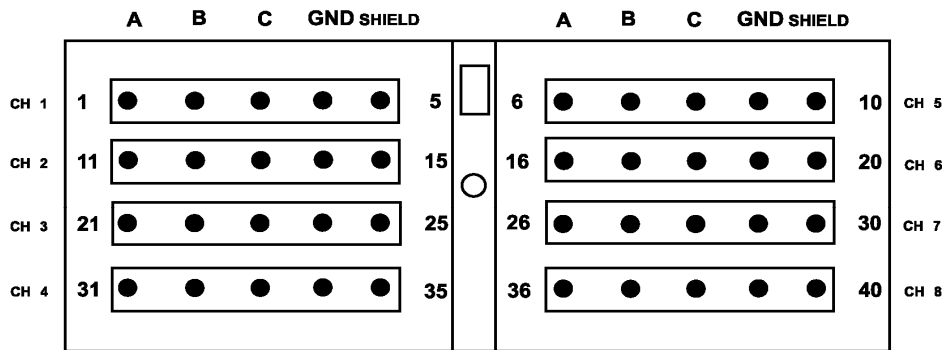 A B C GND SHIELD A B C GND SHIELD
CH 1 1 5 6 10 CH 5
CH 2 11 15 16 20 CH 6
CH 3 21 25 26 30 CH 7
CH 4 31 35 36 40 CH 8